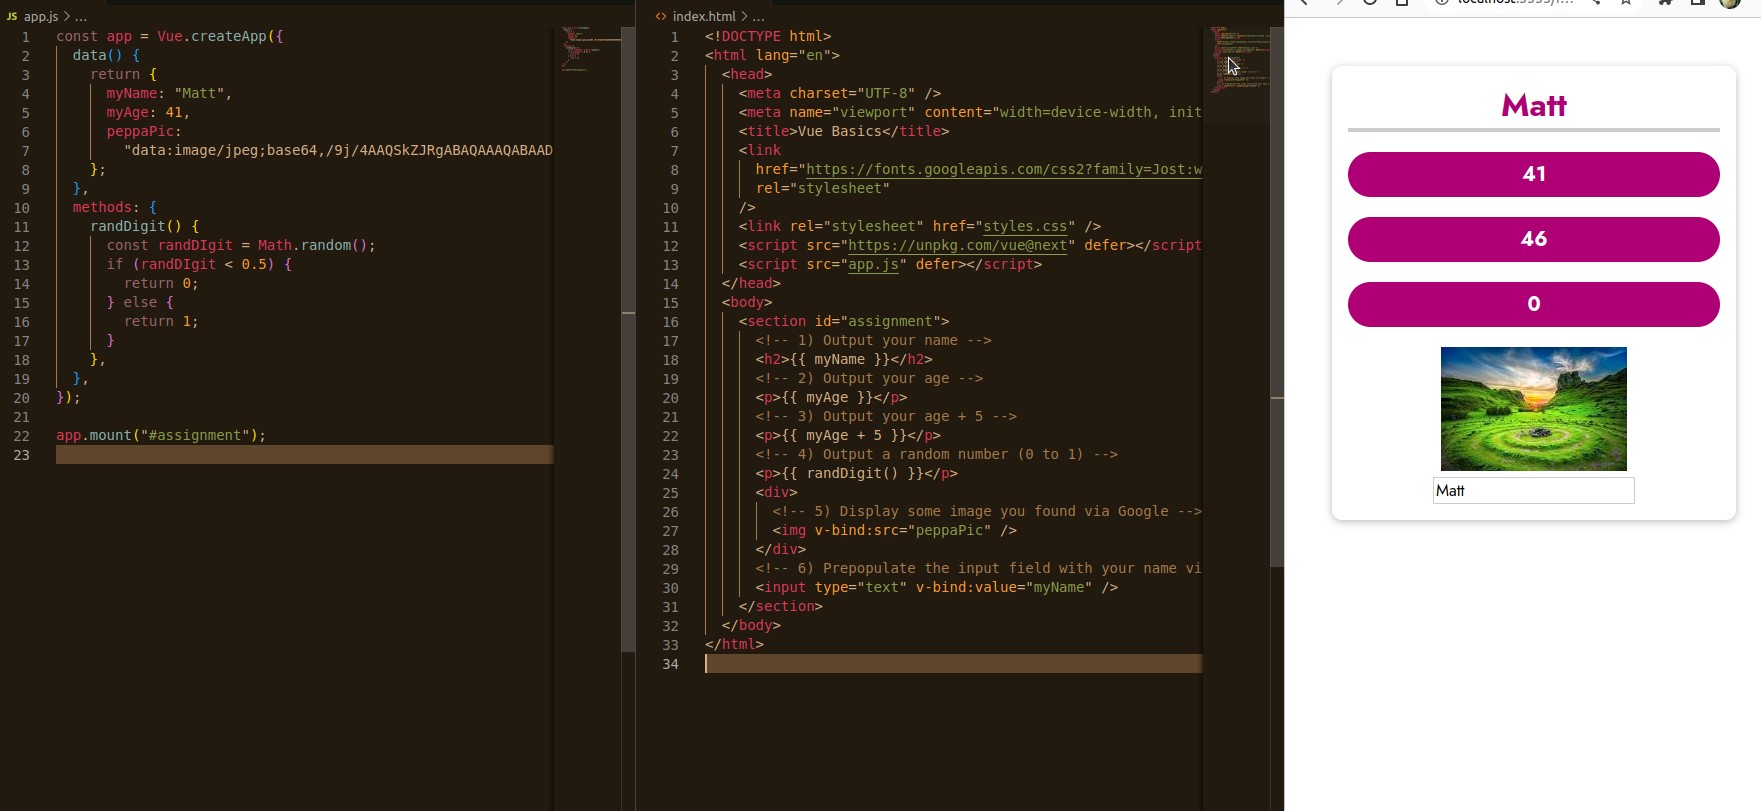 app.js > ...
1 const app = Vue.createApp({
2 data() {
3 return {
4 myName: "Matt",
5 myAge: 41,
6 peppaPic:
7 "data:image/jpeg;base64,/9j/4AAQSkZJRgABAQAAAQABAAD
8 };
9 },
10 methods: {
11 randDigit() {
12 const randDIgit = Math.random();
13 if (randDIgit < 0.5) {
14 return 0;
15 } else {
16 return 1;
17 }
18 },
19 },
20 });
21
22 app.mount("#assignment");
23
index.html > ...
1 <!DOCTYPE html>
2 <html lang="en">
3 <head>
4 <meta charset="UTF-8" />
5 <meta name="viewport" content="width=device-width, init
6 <title>Vue Basics</title>
7 <link
8 href="https://fonts.googleapis.com/css2?family=Jost:w
9 rel="stylesheet"
10 />
11 <link rel="stylesheet" href="styles.css" />
12 <script src="https://unpkg.com/vue@next" defer></script
13 <script src="app.js" defer></script>
14 </head>
15 <body>
16 <section id="assignment">
17 <!-- 1) Output your name -->
18 <h2>{{ myName }}</h2>
19 <!-- 2) Output your age -->
20 <p>{{ myAge }}</p>
21 <!-- 3) Output your age + 5 -->
22 <p>{{ myAge + 5 }}</p>
23 <!-- 4) Output a random number (0 to 1) -->
24 <p>{{ randDigit() }}</p>
25 <div>
26 <!-- 5) Display some image you found via Google -->
27 <img v-bind:src="peppaPic" />
28 </div>
29 <!-- 6) Prepopulate the input field with your name vi
30 <input type="text" v-bind:value="myName" />
31 </section>
32 </body>
33 </html>
34
Matt
41
46
0
Matt